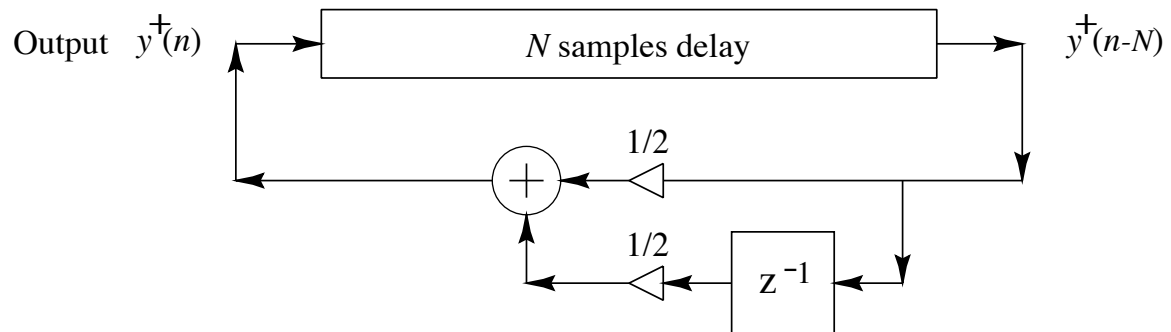 Output y⁺(n)
N samples delay
y⁺(n-N)
1/2
+
1/2
z⁻¹